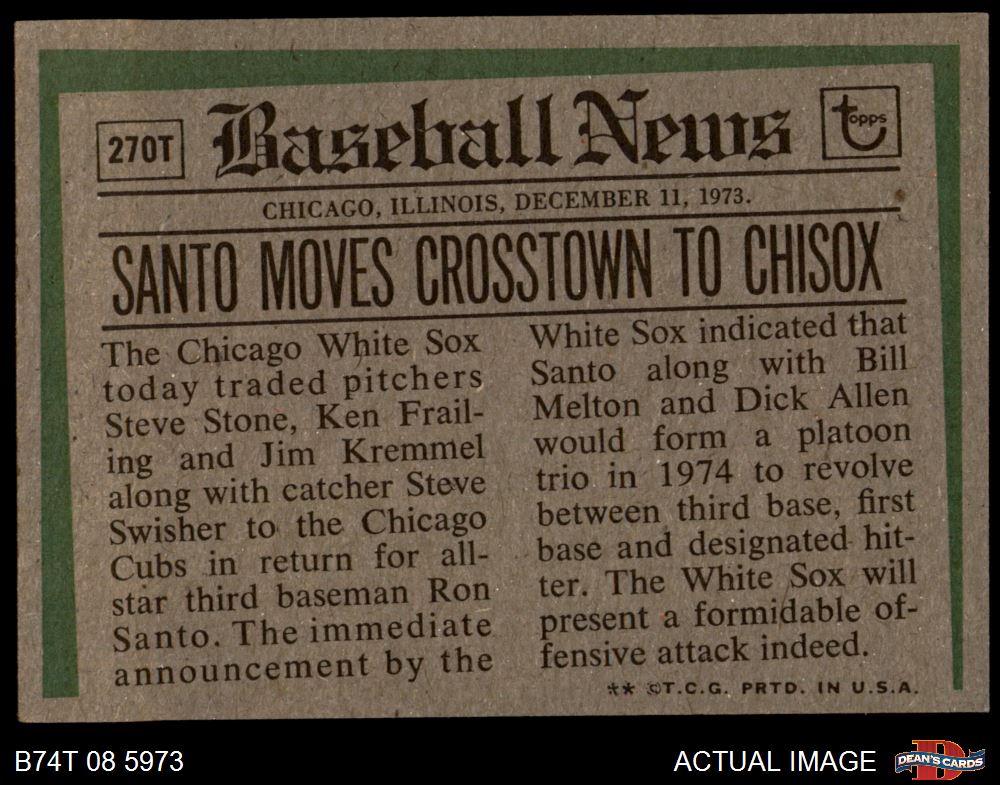 270T
Baseball News
topps
CHICAGO, ILLINOIS, DECEMBER 11, 1973.
SANTO MOVES CROSSTOWN TO CHISOX
The Chicago White Sox
today traded pitchers
Steve Stone, Ken Frail-
ing and Jim Kremmel
along with catcher Steve
Swisher to the Chicago
Cubs in return for all-
star third baseman Ron
Santo. The immediate
announcement by the
White Sox indicated that
Santo along with Bill
Melton and Dick Allen
would form a platoon
trio in 1974 to revolve
between third base, first
base and designated hit-
ter. The White Sox will
present a formidable of-
fensive attack indeed.
** ©T.C.G. PRTD. IN U.S.A.
B74T 08 5973
ACTUAL IMAGE
DEAN'S CARDS